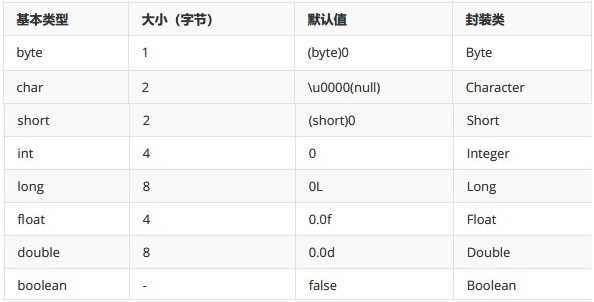 基本类型 大小（字节） 默认值 封装类
byte 1 (byte)0 Byte
char 2 \u0000(null) Character
short 2 (short)0 Short
int 4 0 Integer
long 8 0L Long
float 4 0.0f Float
double 8 0.0d Double
boolean - false Boolean